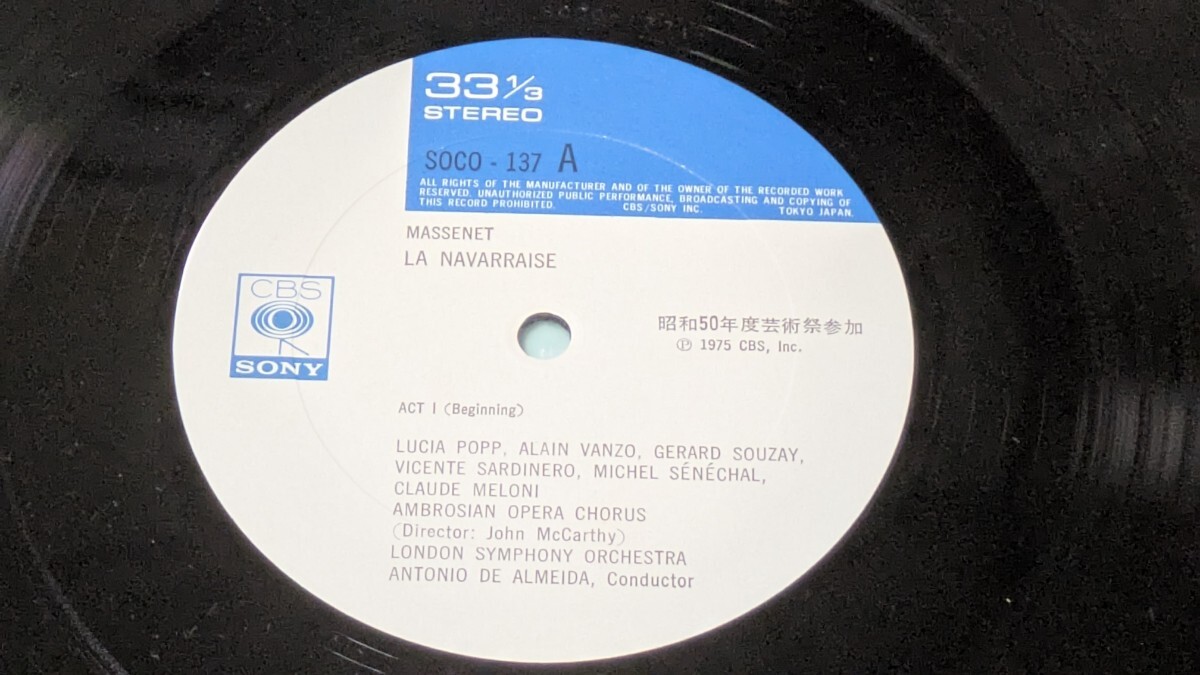 33 1/3
STEREO
SOCO - 137 A
ALL RIGHTS OF THE MANUFACTURER AND OF THE OWNER OF THE RECORDED WORK
RESERVED. UNAUTHORIZED PUBLIC PERFORMANCE, BROADCASTING AND COPYING OF
THIS RECORD PROHIBITED. CBS/SONY INC. TOKYO JAPAN.
MASSENET
LA NAVARRAISE
CBS
SONY
昭和50年度芸術祭参加
Ⓟ 1975 CBS, Inc.
ACT I (Beginning)
LUCIA POPP, ALAIN VANZO, GERARD SOUZAY,
VICENTE SARDINERO, MICHEL SÉNÉCHAL,
CLAUDE MELONI
AMBROSIAN OPERA CHORUS
(Director: John McCarthy)
LONDON SYMPHONY ORCHESTRA
ANTONIO DE ALMEIDA, Conductor